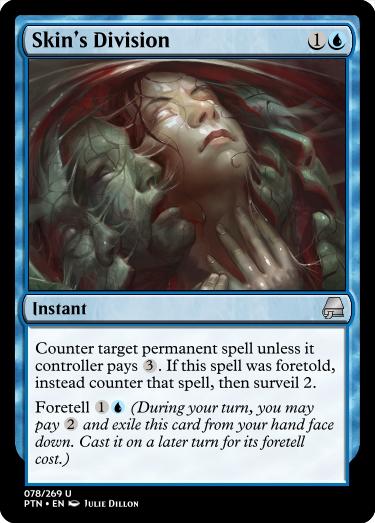 Skin's Division 1
Instant
Counter target permanent spell unless it
controller pays 3. If this spell was foretold,
instead counter that spell, then surveil 2.
Foretell 1 (During your turn, you may
pay 2 and exile this card from your hand face
down. Cast it on a later turn for its foretell
cost.)
078/269 U
PTN • EN JULIE DILLON